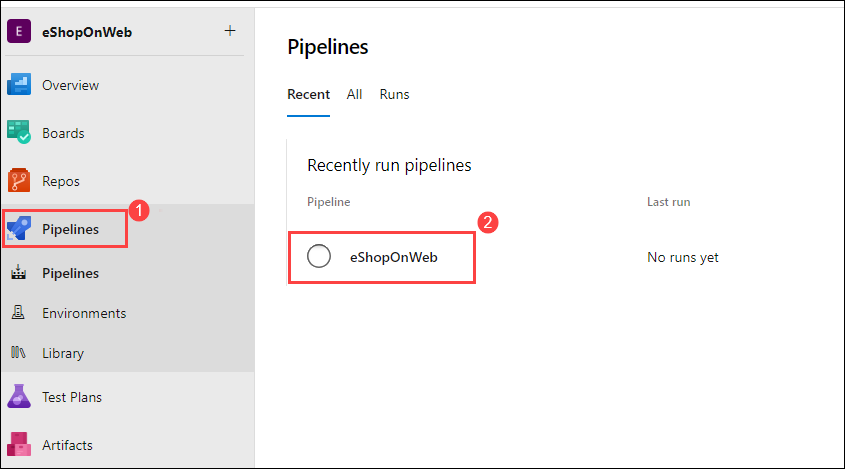 E eShopOnWeb +
Overview
Boards
Repos
Pipelines 1
Pipelines
Environments
Library
Test Plans
Artifacts
Pipelines
Recent All Runs
Recently run pipelines
Pipeline Last run
2
eShopOnWeb No runs yet